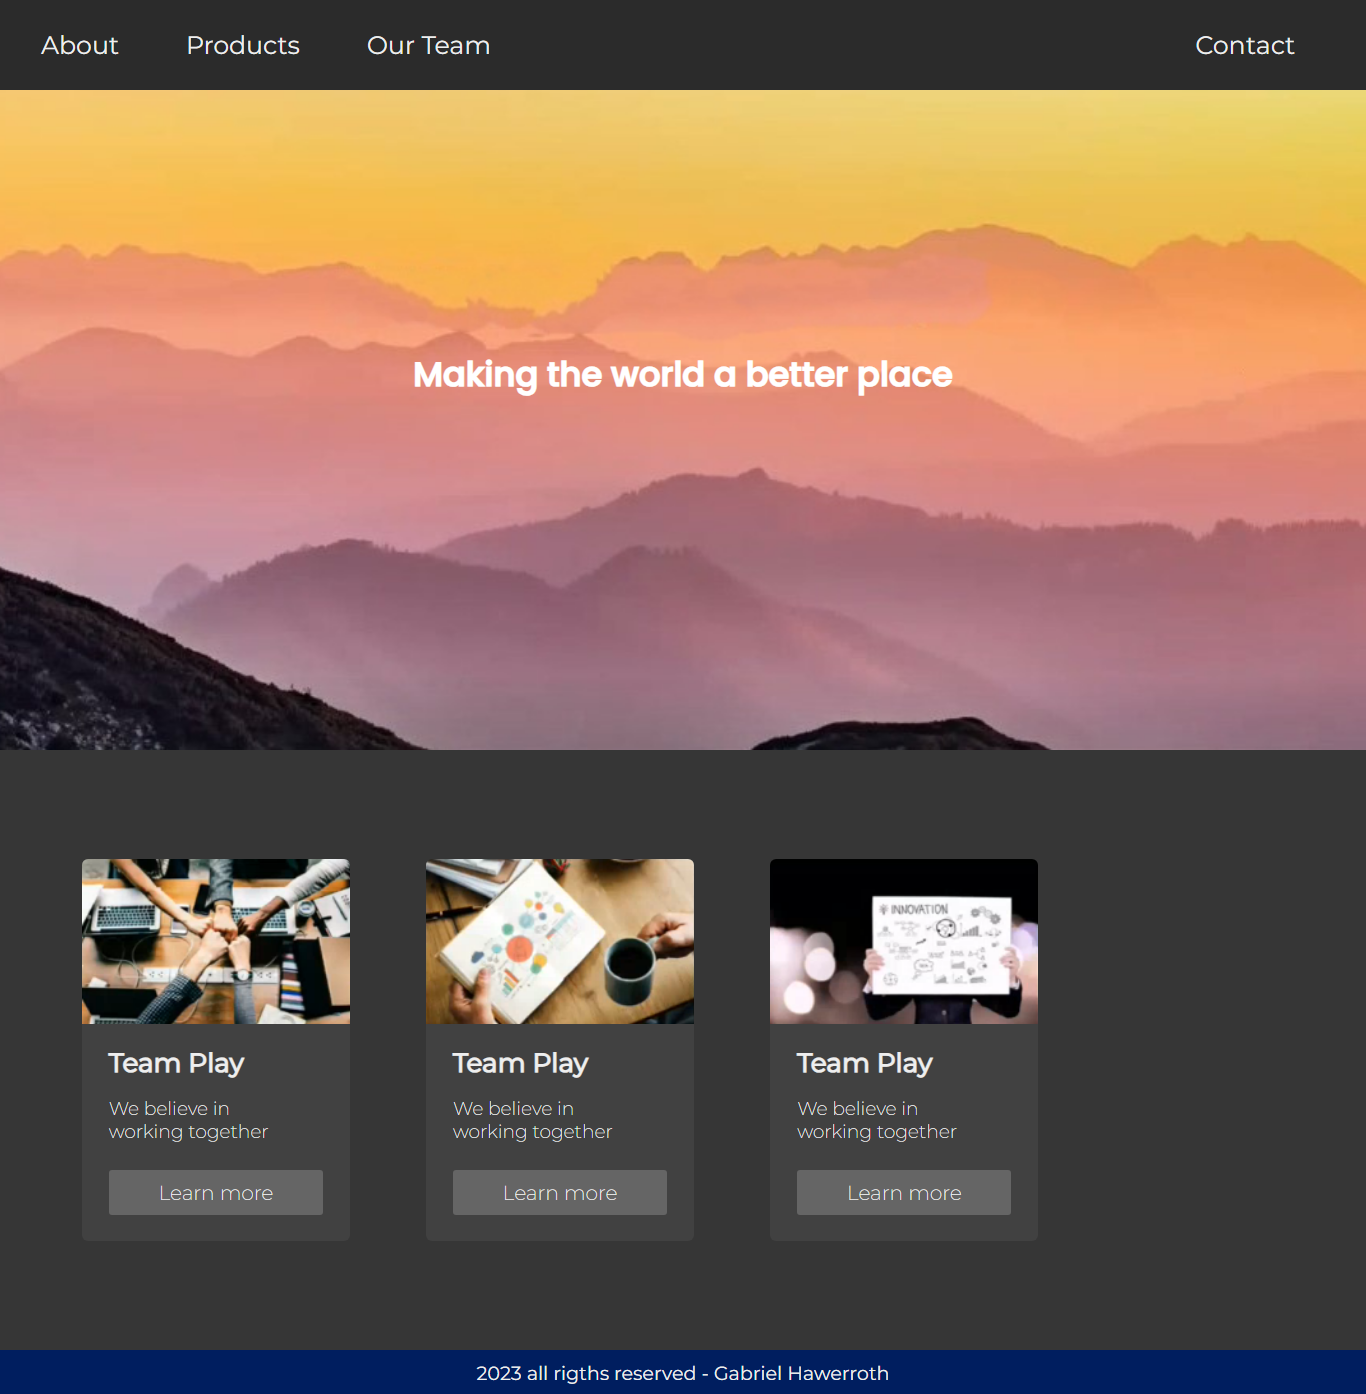 About Products Our Team Contact
Making the world a better place
INNOVATION
Team Play
We believe in
working together
Learn more
Team Play
We believe in
working together
Learn more
Team Play
We believe in
working together
Learn more
2023 all rigths reserved - Gabriel Hawerroth